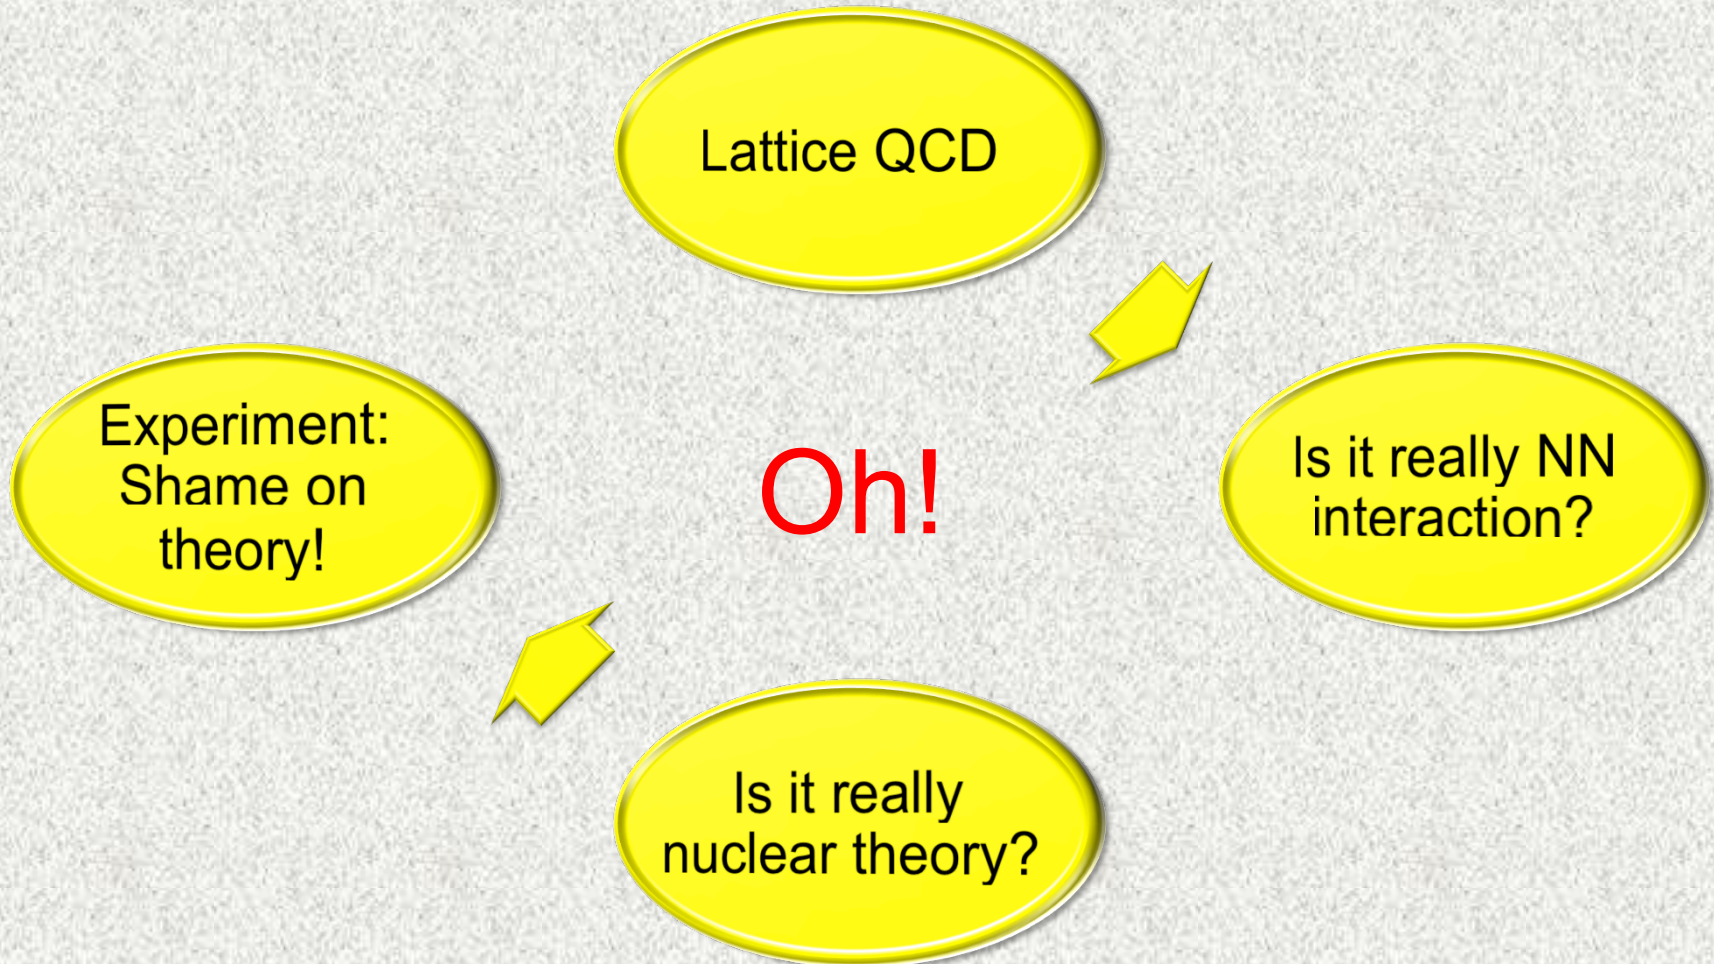 Lattice QCD
Experiment:
Shame on
theory!
Oh!
Is it really NN
interaction?
Is it really
nuclear theory?